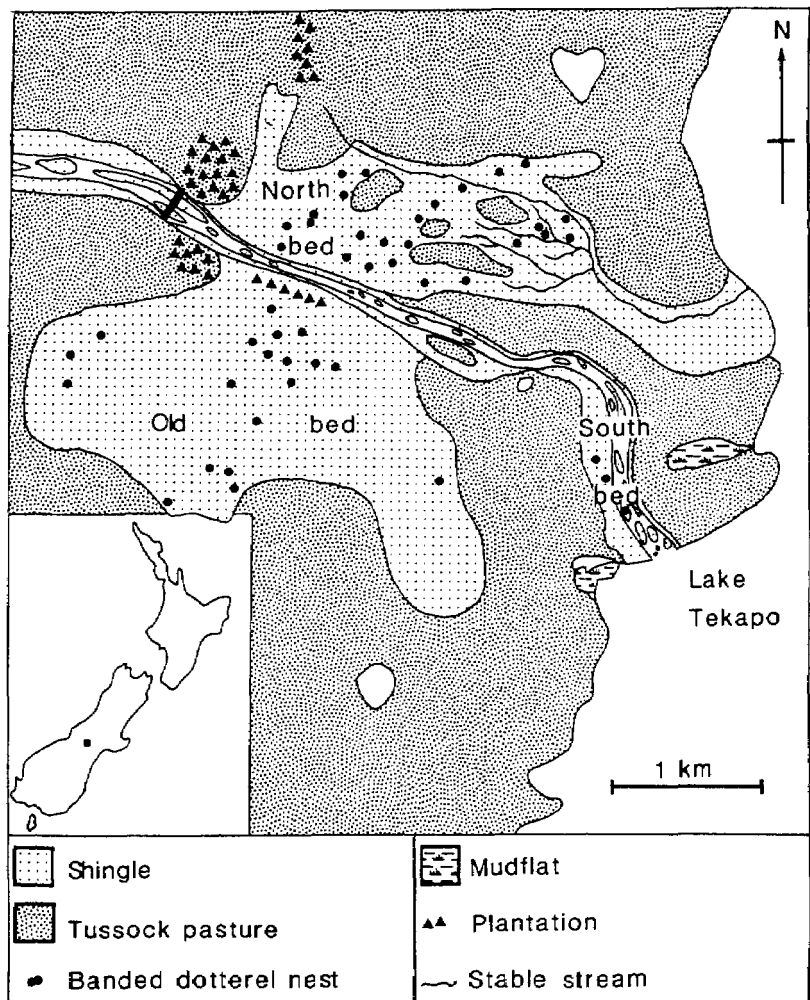 N
North
bed
Old bed
South
bed
Lake
Tekapo
1 km
Shingle
Tussock pasture
Banded dotterel nest
Mudflat
Plantation
Stable stream